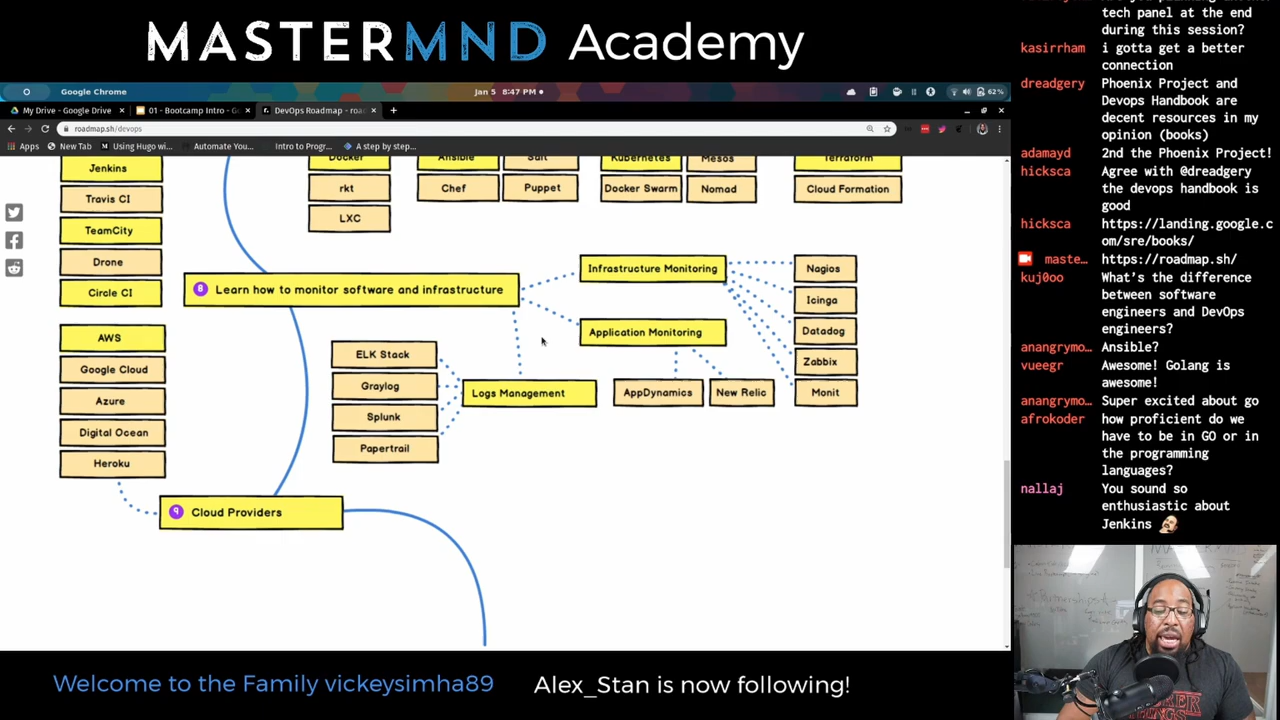 MASTERMND Academy
Google Chrome
Jan 5 8:47 PM
62%
My Drive - Google Drive
01 - Bootcamp Intro - G
DevOps Roadmap - roa
roadmap.sh/devops
Apps
New Tab
Using Hugo wi...
Automate You...
Intro to Progr...
A step by step...
Docker
Ansible
Salt
Kubernetes
Mesos
Terraform
Jenkins
rkt
Chef
Puppet
Docker Swarm
Nomad
Cloud Formation
Travis CI
LXC
TeamCity
Drone
Circle CI
8 Learn how to monitor software and infrastructure
Infrastructure Monitoring
Nagios
Icinga
Application Monitoring
Datadog
Zabbix
AppDynamics
New Relic
Monit
AWS
ELK Stack
Google Cloud
Graylog
Logs Management
Azure
Splunk
Digital Ocean
Papertrail
Heroku
9 Cloud Providers
tech panel at the end
during this session?
kasirrham i gotta get a better
connection
dreadgery Phoenix Project and
Devops Handbook are
decent resources in my
opinion (books)
adamayd 2nd the Phoenix Project!
hicksca Agree with @dreadgery
the devops handbook is
good
hicksca https://landing.google.c
om/sre/books/
maste… https://roadmap.sh/
kuj0oo What's the difference
between software
engineers and DevOps
engineers?
anangrymo… Ansible?
vueegr Awesome! Golang is
awesome!
anangrymo… Super excited about go
afrokoder how proficient do we
have to be in GO or in
the programming
languages?
nallaj You sound so
enthusiastic about
Jenkins
Welcome to the Family vickeysimha89
Alex_Stan is now following!